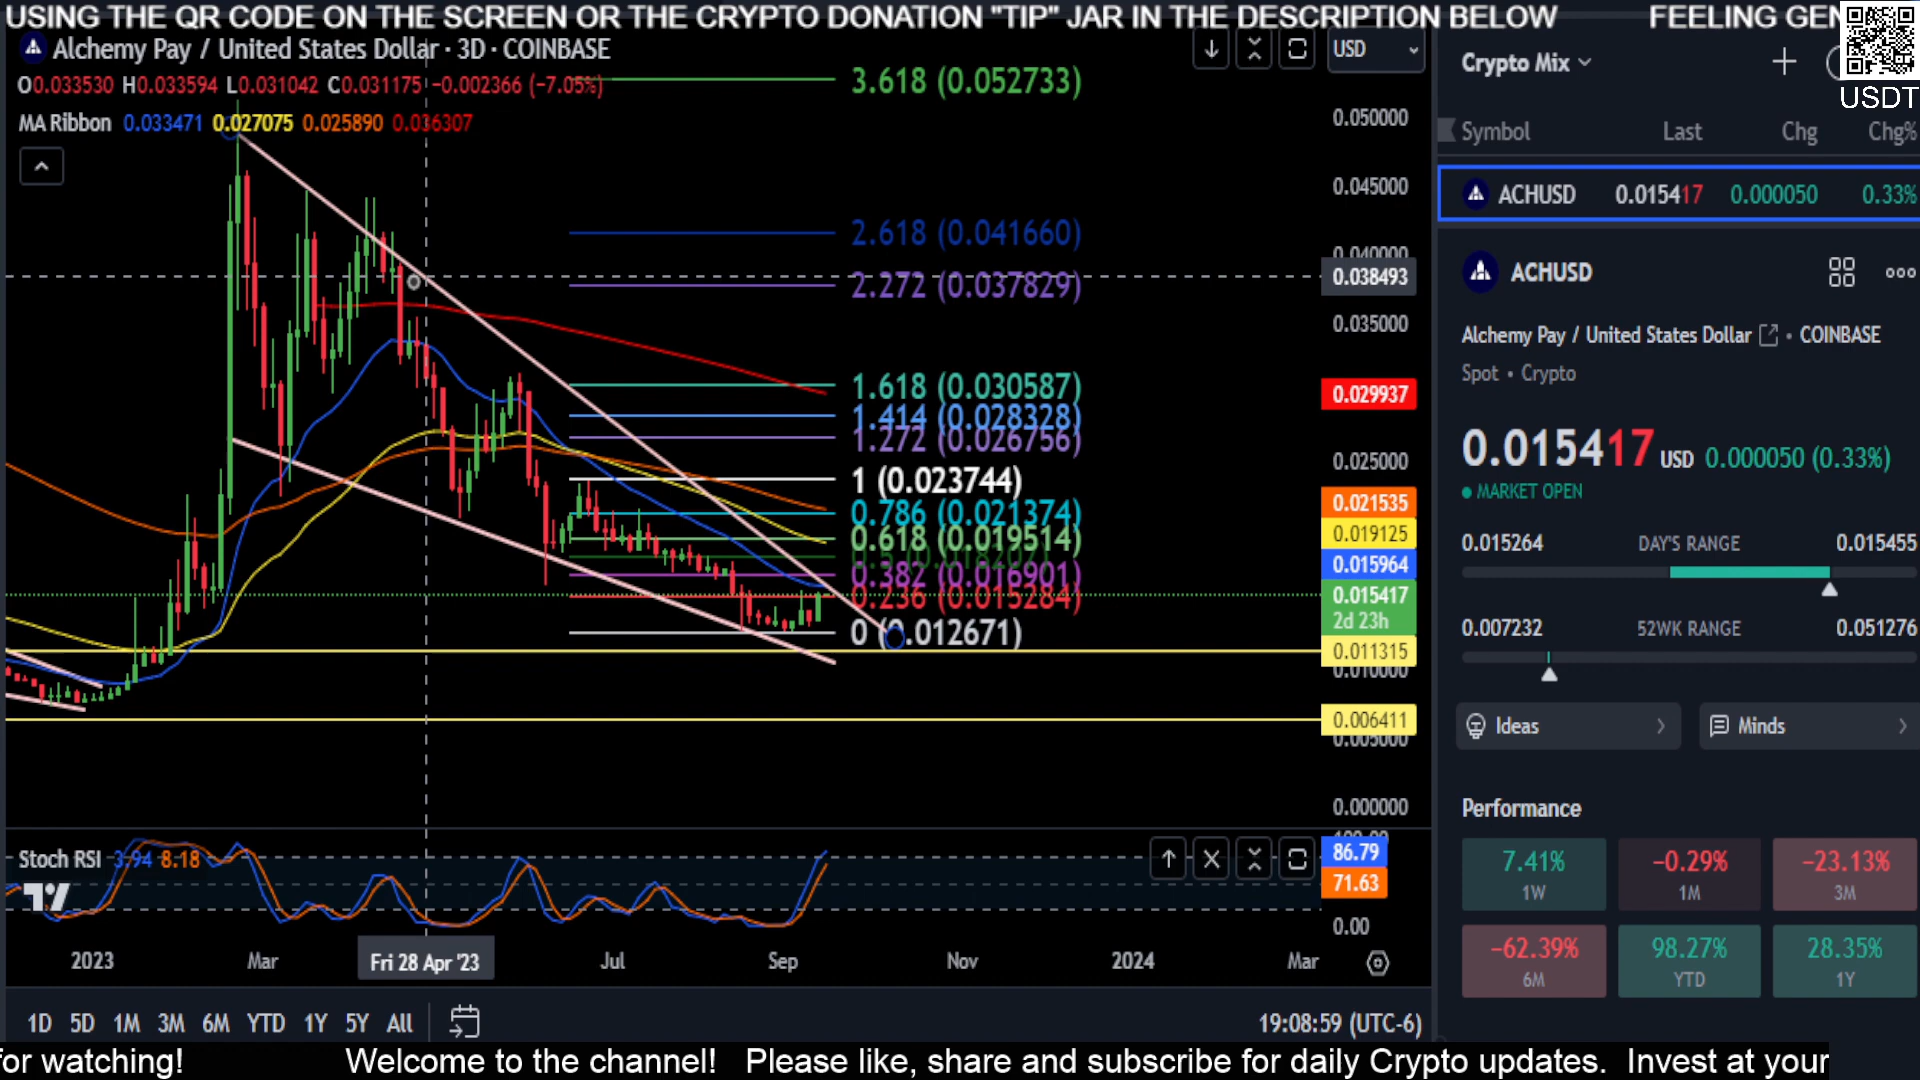 USING THE QR CODE ON THE SCREEN OR THE CRYPTO DONATION "TIP" JAR IN THE DESCRIPTION BELOW FEELING GEN
USDT
Alchemy Pay / United States Dollar · 3D · COINBASE
O0.033530 H0.033594 L0.031042 C0.031175 −0.002366 (−7.05%)
MA Ribbon 0.033471 0.027075 0.025890 0.036307
USD
3.618 (0.052733)
2.618 (0.041660)
2.272 (0.037829)
1.618 (0.030587)
1.414 (0.028328)
1.272 (0.026756)
1 (0.023744)
0.786 (0.021374)
0.618 (0.019514)
0.382 (0.016901)
0.236 (0.015284)
0 (0.012671)
0.050000
0.045000
0.040000
0.038493
0.035000
0.029937
0.025000
0.021535
0.019125
0.015964
0.015417
2d 23h
0.011315
0.010000
0.006411
0.005000
0.000000
Stoch RSI 3.94 8.18
100.00
86.79
71.63
0.00
2023 Mar Fri 28 Apr '23 Jul Sep Nov 2024 Mar
1D 5D 1M 3M 6M YTD 1Y 5Y All
19:08:59 (UTC-6)
Crypto Mix
Symbol Last Chg Chg%
ACHUSD 0.015417 0.000050 0.33%
ACHUSD
Alchemy Pay / United States Dollar • COINBASE
Spot • Crypto
0.015417 USD 0.000050 (0.33%)
MARKET OPEN
0.015264 DAY'S RANGE 0.015455
0.007232 52WK RANGE 0.051276
Ideas
Minds
Performance
7.41% −0.29% −23.13%
1W 1M 3M
−62.39% 98.27% 28.35%
6M YTD 1Y
for watching! Welcome to the channel! Please like, share and subscribe for daily Crypto updates. Invest at your